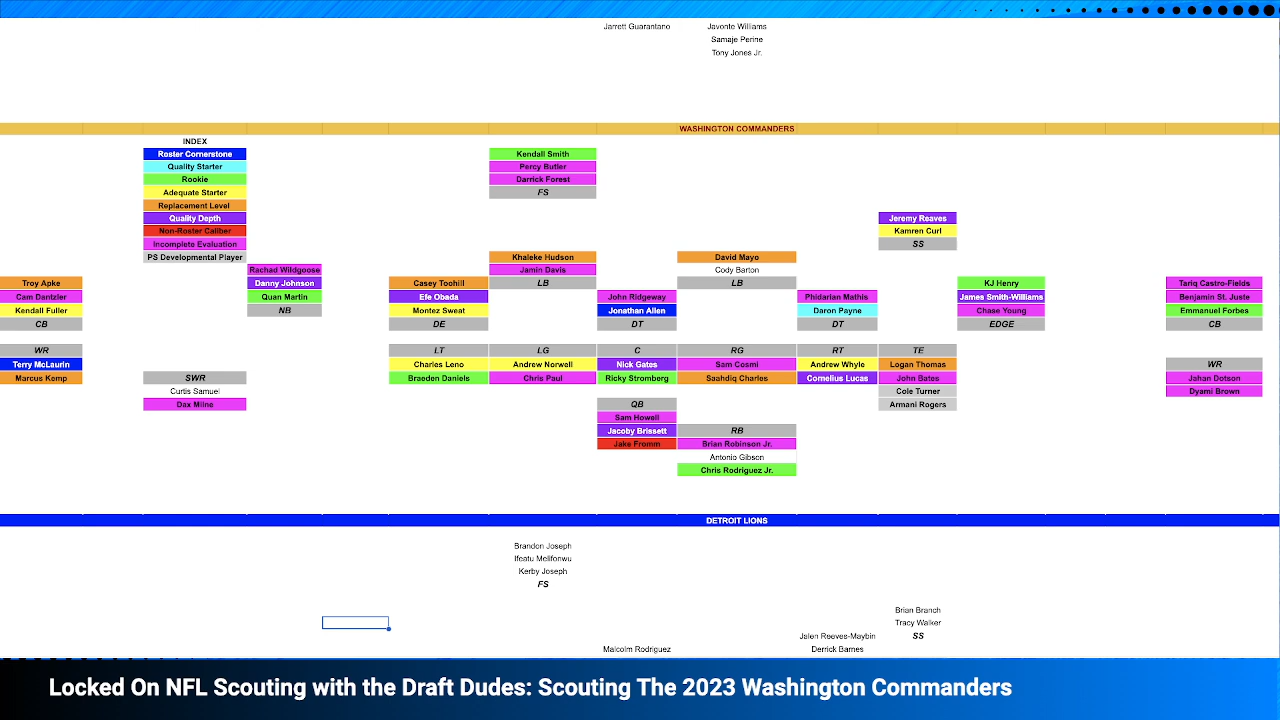 Jarrett Guarantano Javonte Williams
Samaje Perine
Tony Jones Jr.
WASHINGTON COMMANDERS
INDEX
Roster Cornerstone Kendall Smith
Quality Starter Percy Butler
Rookie Darrick Forest
Adequate Starter FS
Replacement Level
Quality Depth Jeremy Reaves
Non-Roster Caliber Kamren Curl
Incomplete Evaluation SS
PS Developmental Player Khaleke Hudson David Mayo
Rachad Wildgoose Jamin Davis Cody Barton
Troy Apke Danny Johnson Casey Toohill LB LB KJ Henry Tariq Castro-Fields
Cam Dantzler Quan Martin Efe Obada John Ridgeway Phidarian Mathis James Smith-Williams Benjamin St. Juste
Kendall Fuller NB Montez Sweat Jonathan Allen Daron Payne Chase Young Emmanuel Forbes
CB DE DT DT EDGE CB
WR LT LG C RG RT TE
Terry McLaurin Charles Leno Andrew Norwell Nick Gates Sam Cosmi Andrew Whyle Logan Thomas WR
Marcus Kemp SWR Braeden Daniels Chris Paul Ricky Stromberg Saahdiq Charles Cornelius Lucas John Bates Jahan Dotson
Curtis Samuel Cole Turner Dyami Brown
Dax Milne QB Armani Rogers
Sam Howell
Jacoby Brissett RB
Jake Fromm Brian Robinson Jr.
Antonio Gibson
Chris Rodriguez Jr.
DETROIT LIONS
Brandon Joseph
Ifeatu Melifonwu
Kerby Joseph
FS
Brian Branch
Tracy Walker
Jalen Reeves-Maybin SS
Malcolm Rodriguez Derrick Barnes
Locked On NFL Scouting with the Draft Dudes: Scouting The 2023 Washington Commanders